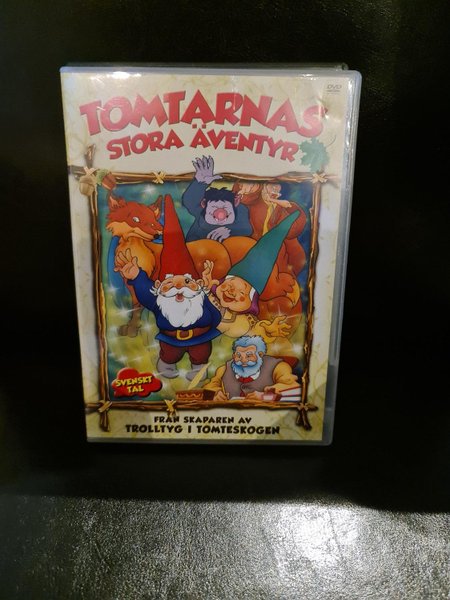 DVD
TOMTARNAS
STORA ÄVENTYR
SVENSKT
TAL
FRÅN SKAPAREN AV
TROLLTYG I TOMTESKOGEN